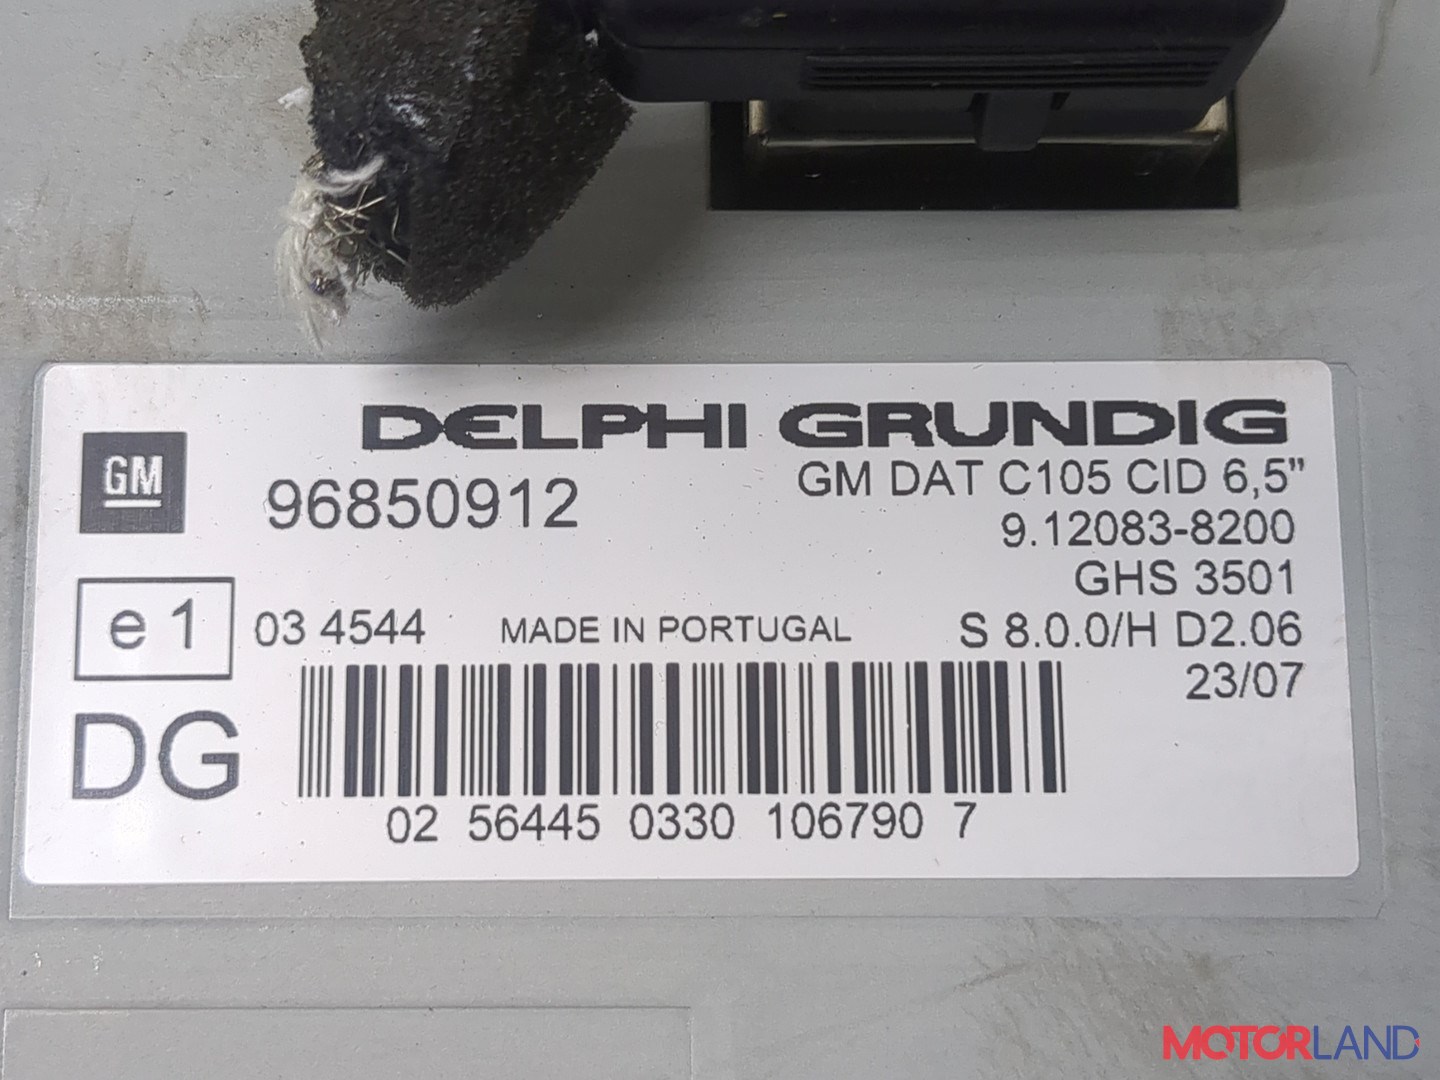 DELPHI GRUNDIG
GM
96850912
GM DAT C105 CID 6,5"
9.12083-8200
GHS 3501
e1
03 4544
MADE IN PORTUGAL
S 8.0.0/H D2.06
23/07
DG
02 56445 0330 106790 7
MOTORLAND